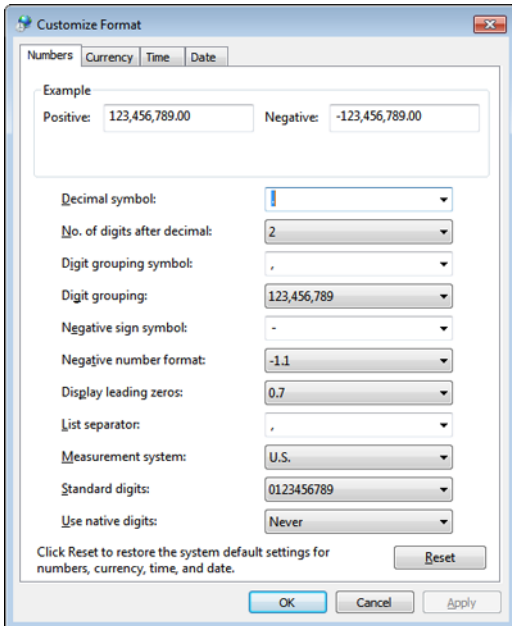 Customize Format
Numbers Currency Time Date
Example
Positive: 123,456,789.00 Negative: -123,456,789.00
Decimal symbol: .
No. of digits after decimal: 2
Digit grouping symbol: ,
Digit grouping: 123,456,789
Negative sign symbol: -
Negative number format: -1.1
Display leading zeros: 0.7
List separator: ,
Measurement system: U.S.
Standard digits: 0123456789
Use native digits: Never
Click Reset to restore the system default settings for
numbers, currency, time, and date.
Reset
OK Cancel Apply